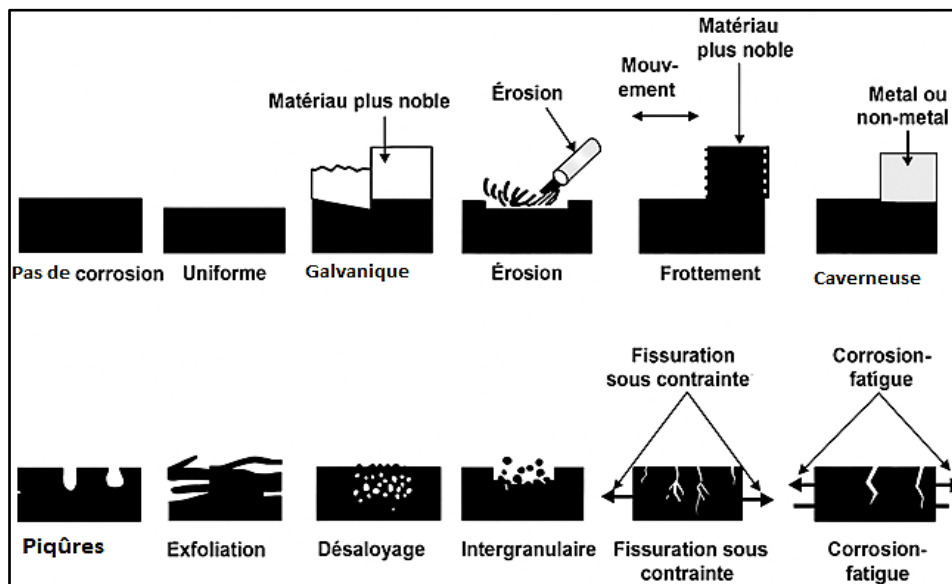 Matériau
plus noble
Mouv-
ement
Matériau plus noble
Érosion
Metal ou
non-metal
Pas de corrosion
Uniforme
Galvanique
Érosion
Frottement
Caverneuse
Fissuration
sous contrainte
Corrosion-
fatigue
Piqûres
Exfoliation
Désaloyage
Intergranulaire
Fissuration sous
contrainte
Corrosion-
fatigue